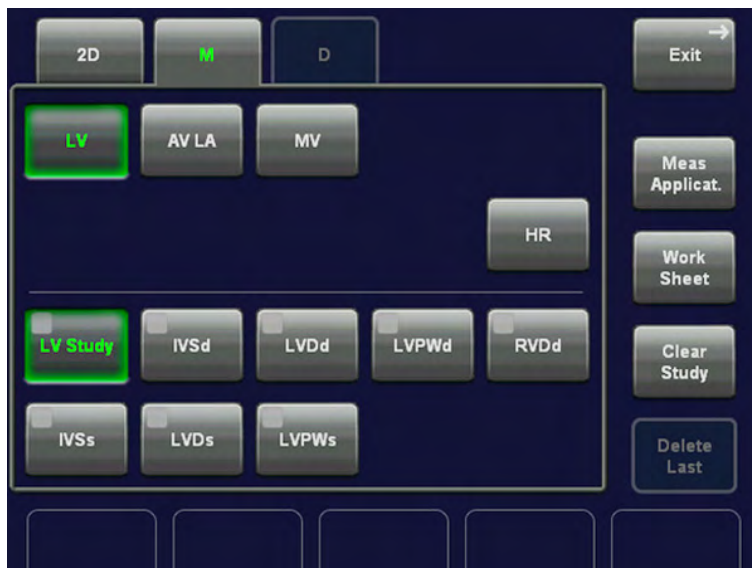 2D
M
D
Exit
LV
AV LA
MV
Meas
Applicat.
HR
Work
Sheet
LV Study
IVSd
LVDd
LVPWd
RVDd
Clear
Study
IVSs
LVDs
LVPWs
Delete
Last